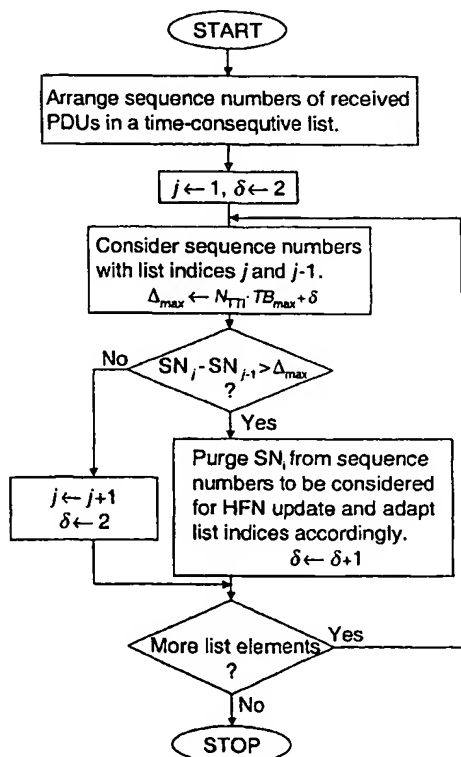 START
Arrange sequence numbers of received
PDUs in a time-consequtive list.
j ← 1, δ ← 2
Consider sequence numbers
with list indices j and j-1.
Δmax ← NTTI · TBmax + δ
No
SNj - SNj-1 > Δmax
?
Yes
j ← j+1
δ ← 2
Purge SNj from sequence
numbers to be considered
for HFN update and adapt
list indices accordingly.
δ ← δ+1
More list elements
?
Yes
No
STOP